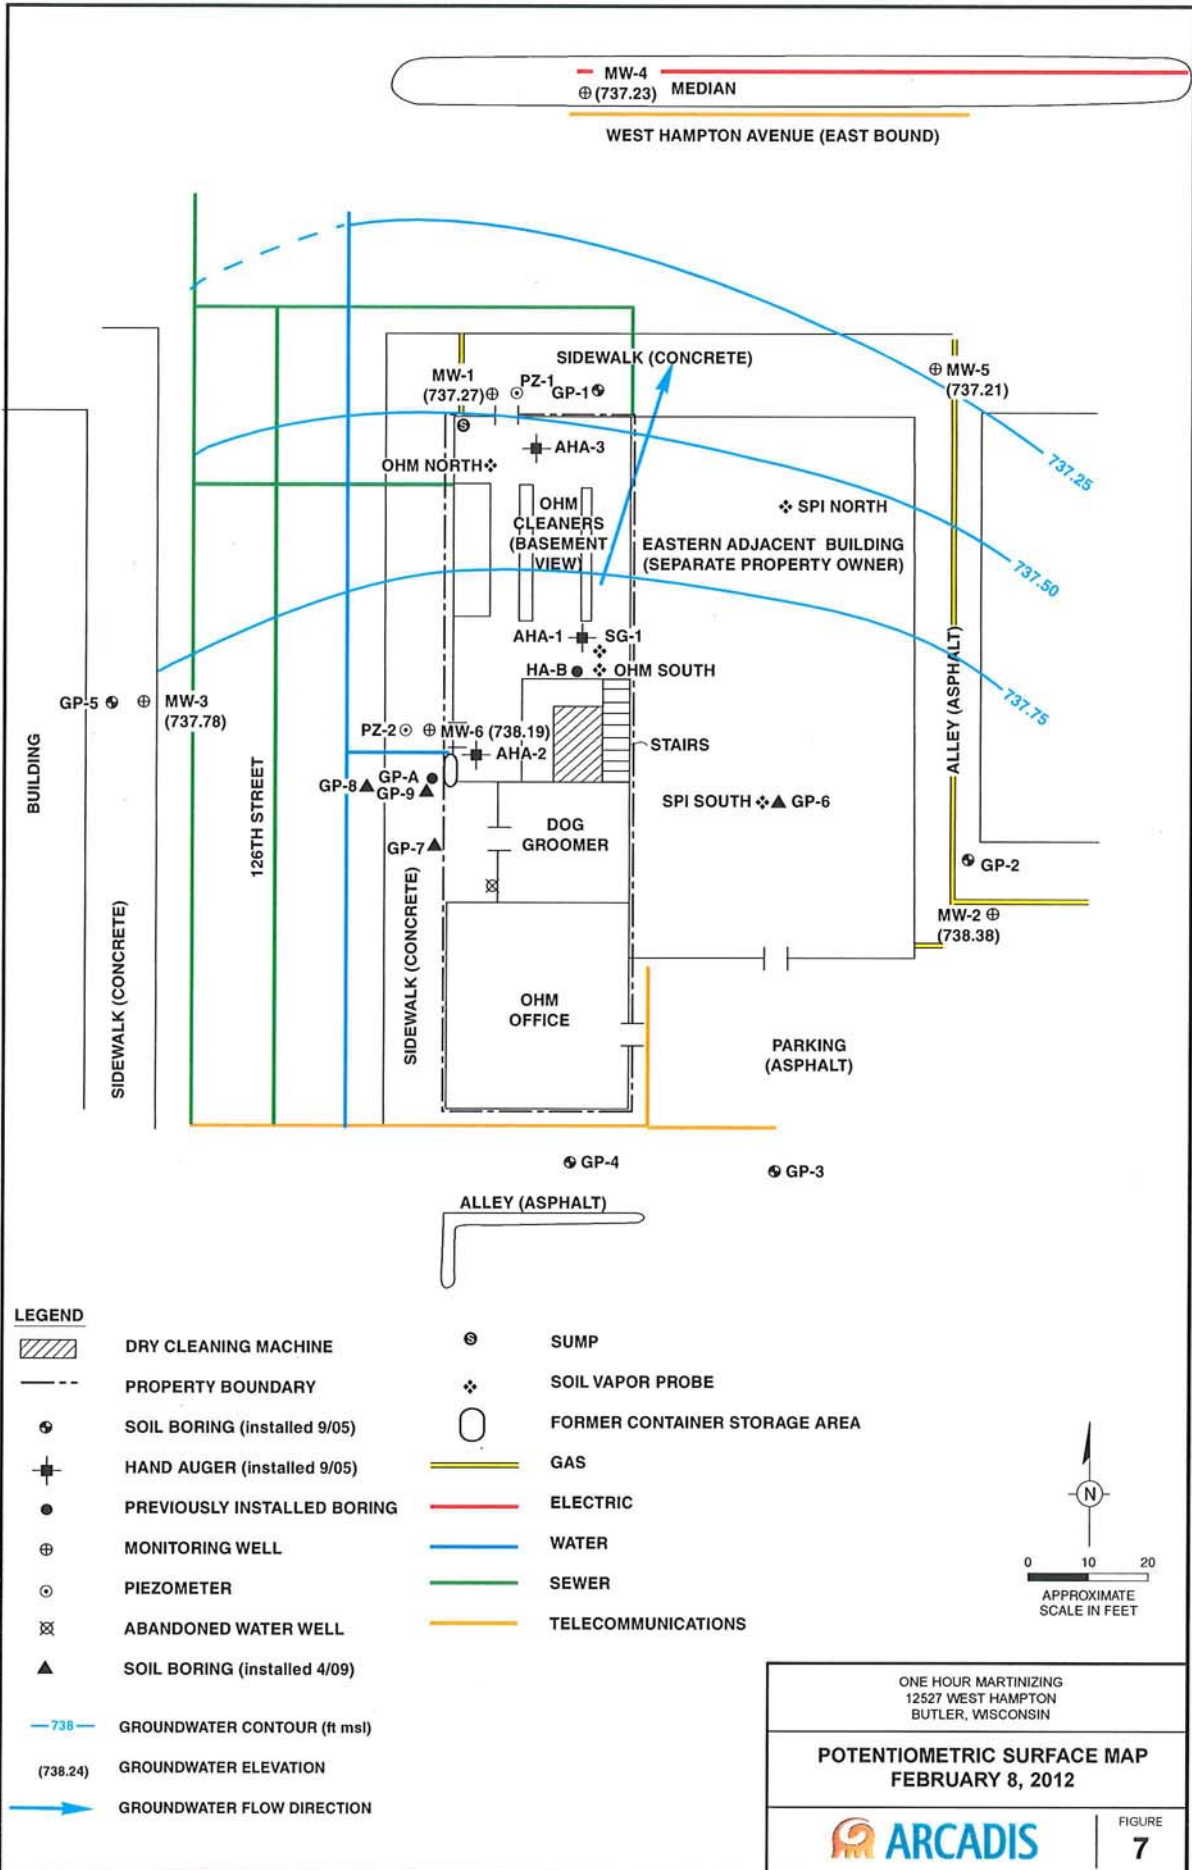 MW-4
(737.23)
MEDIAN
WEST HAMPTON AVENUE (EAST BOUND)
SIDEWALK (CONCRETE)
MW-1
(737.27)
PZ-1
GP-1
MW-5
(737.21)
S
AHA-3
OHM NORTH
737.25
OHM
CLEANERS
(BASEMENT
VIEW)
SPI NORTH
EASTERN ADJACENT BUILDING
(SEPARATE PROPERTY OWNER)
737.50
AHA-1
SG-1
HA-B
OHM SOUTH
737.75
GP-5
MW-3
(737.78)
PZ-2
MW-6 (738.19)
AHA-2
STAIRS
ALLEY (ASPHALT)
BUILDING
126TH STREET
GP-8
GP-A
GP-9
SPI SOUTH
GP-6
DOG
GROOMER
GP-7
GP-2
MW-2
(738.38)
SIDEWALK (CONCRETE)
SIDEWALK (CONCRETE)
OHM
OFFICE
PARKING
(ASPHALT)
GP-4
GP-3
ALLEY (ASPHALT)
LEGEND
DRY CLEANING MACHINE
PROPERTY BOUNDARY
SOIL BORING (installed 9/05)
HAND AUGER (installed 9/05)
PREVIOUSLY INSTALLED BORING
MONITORING WELL
PIEZOMETER
ABANDONED WATER WELL
SOIL BORING (installed 4/09)
738
GROUNDWATER CONTOUR (ft msl)
(738.24)
GROUNDWATER ELEVATION
GROUNDWATER FLOW DIRECTION
S
SUMP
SOIL VAPOR PROBE
FORMER CONTAINER STORAGE AREA
GAS
ELECTRIC
WATER
SEWER
TELECOMMUNICATIONS
N
0 10 20
APPROXIMATE
SCALE IN FEET
ONE HOUR MARTINIZING
12527 WEST HAMPTON
BUTLER, WISCONSIN
POTENTIOMETRIC SURFACE MAP
FEBRUARY 8, 2012
ARCADIS
FIGURE
7